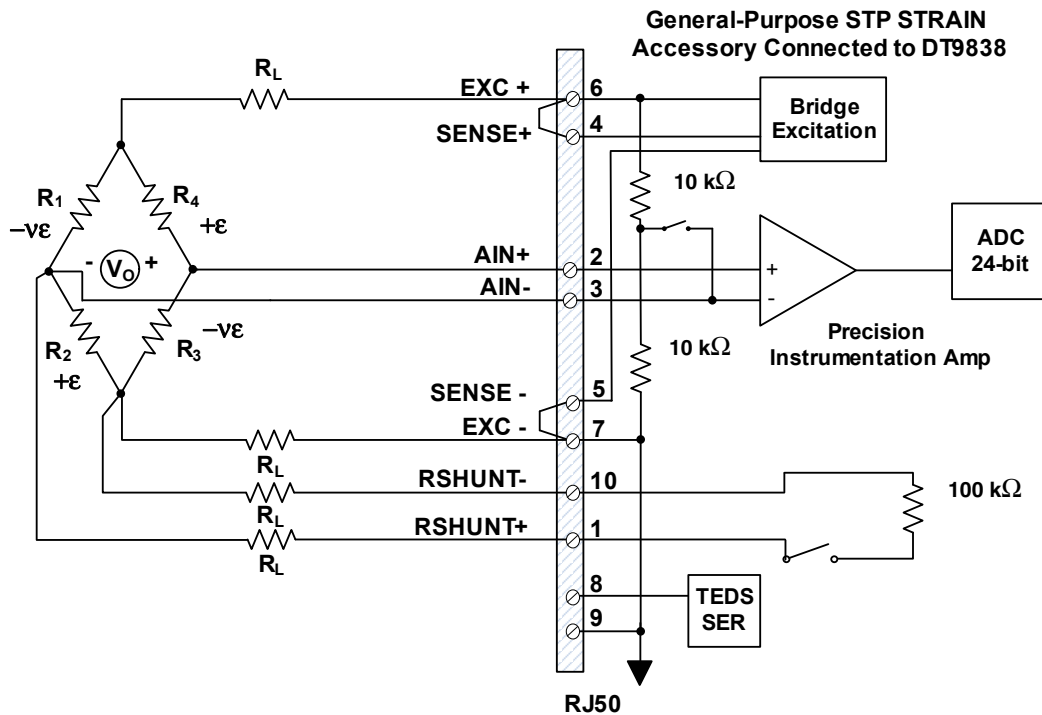 General-Purpose STP STRAIN
Accessory Connected to DT9838
RL
EXC +
6
Bridge
Excitation
SENSE+
4
R1
R4
−νε
+ε
10 kΩ
- VO +
AIN+
2
+
ADC
24-bit
AIN-
3
-
R2
R3
−νε
+ε
10 kΩ
Precision
Instrumentation Amp
SENSE -
5
EXC -
7
RL
RSHUNT-
10
100 kΩ
RL
RSHUNT+
1
RL
8
TEDS
SER
9
RJ50